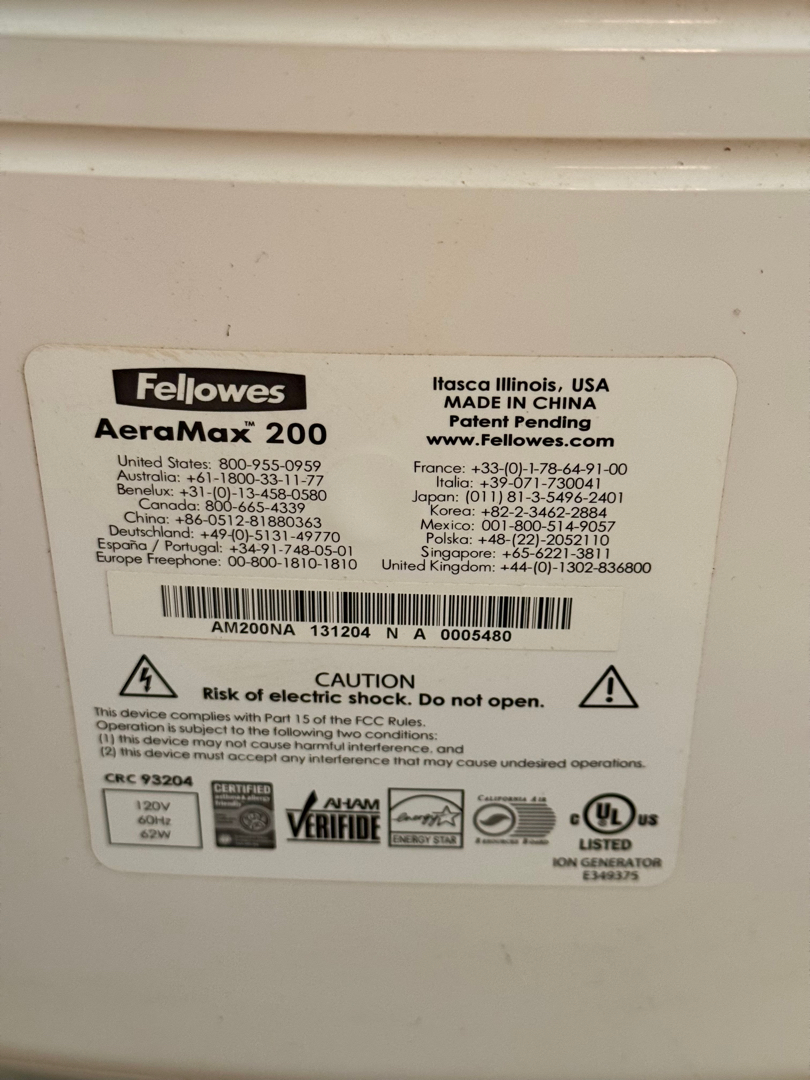 Fellowes
AeraMax™ 200
United States: 800-955-0959
Australia: +61-1800-33-11-77
Benelux: +31-(0)-13-458-0580
Canada: 800-665-4339
China: +86-0512-81880363
Deutschland: +49-(0)-5131-49770
España / Portugal: +34-91-748-05-01
Europe Freephone: 00-800-1810-1810
Itasca Illinois, USA
MADE IN CHINA
Patent Pending
www.Fellowes.com
France: +33-(0)-1-78-64-91-00
Italia: +39-071-730041
Japan: (011) 81-3-5496-2401
Korea: +82-2-3462-2884
Mexico: 001-800-514-9057
Polska: +48-(22)-2052110
Singapore: +65-6221-3811
United Kingdom: +44-(0)-1302-836800
AM200NA 131204 N A 0005480
CAUTION
Risk of electric shock. Do not open.
This device complies with Part 15 of the FCC Rules.
Operation is subject to the following two conditions:
(1) this device may not cause harmful interference, and
(2) this device must accept any interference that may cause undesired operations.
CRC 93204
120V
60Hz
62W
CERTIFIED
asthma & allergy
friendly
AHAM
VERIFIDE
energy
ENERGY STAR
CALIFORNIA AIR
RESOURCES BOARD
C UL US
LISTED
ION GENERATOR
E349375